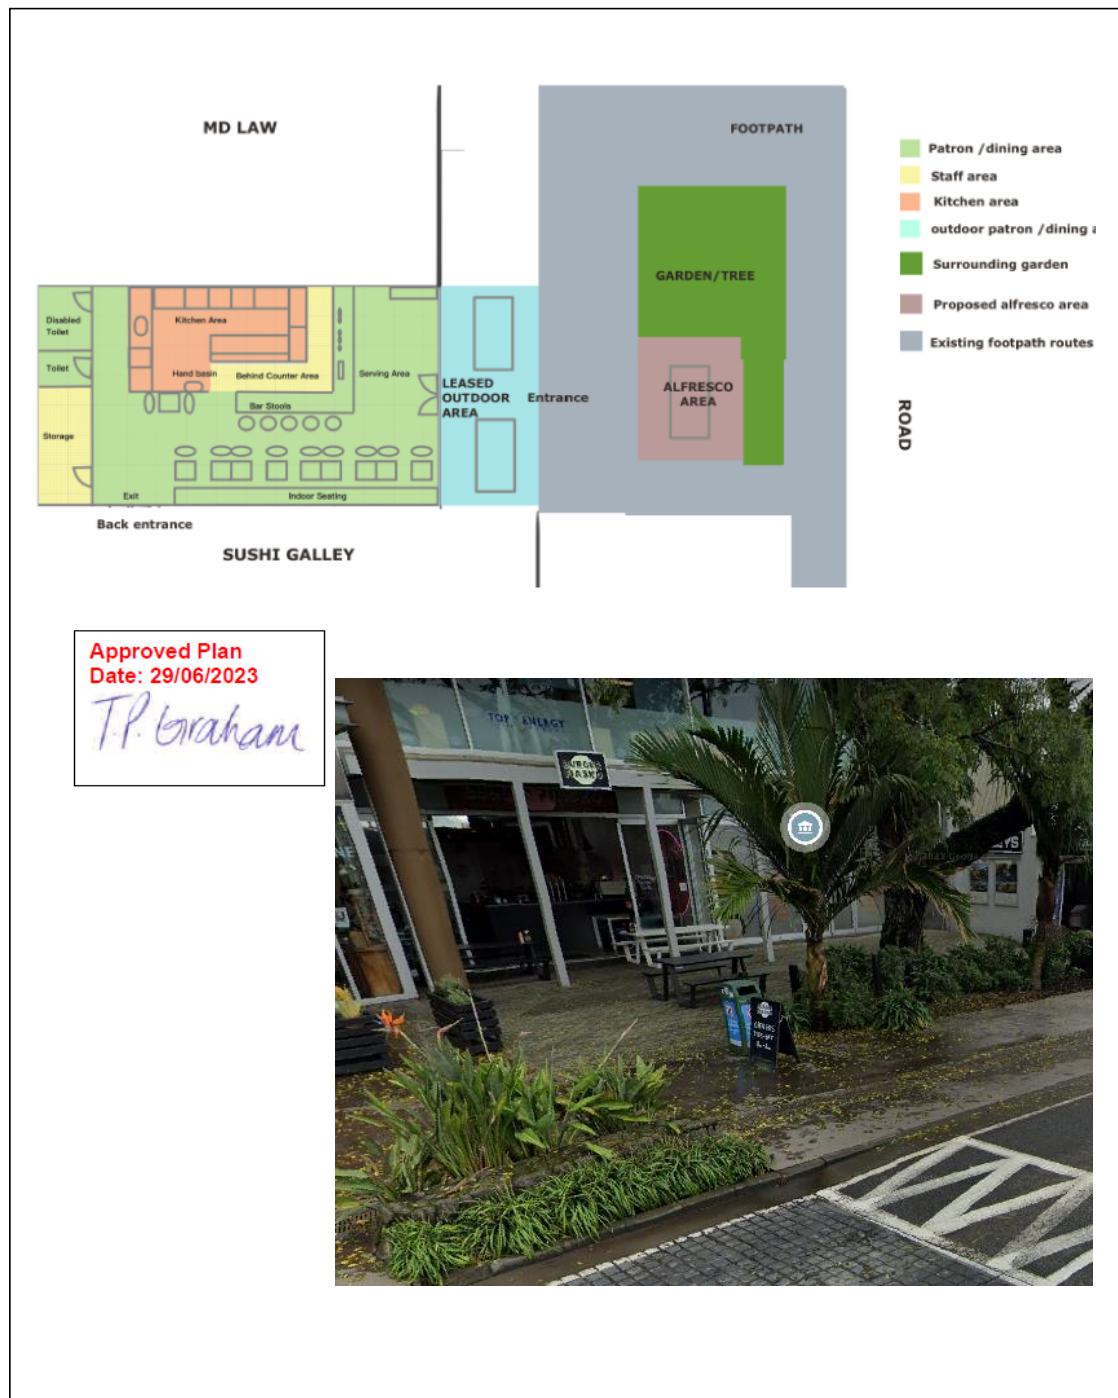 MD LAW
FOOTPATH
Patron /dining area
Staff area
Kitchen area
outdoor patron /dining a
Surrounding garden
Proposed alfresco area
Existing footpath routes
GARDEN/TREE
Disabled
Toilet
Kitchen Area
Toilet
Hand basin
Behind Counter Area
Serving Area
LEASED
OUTDOOR
AREA
Entrance
ALFRESCO
AREA
ROAD
Bar Stools
Storage
Exit
Indoor Seating
Back entrance
SUSHI GALLEY
Approved Plan
Date: 29/06/2023
T.P. Graham
TOP ENERGY